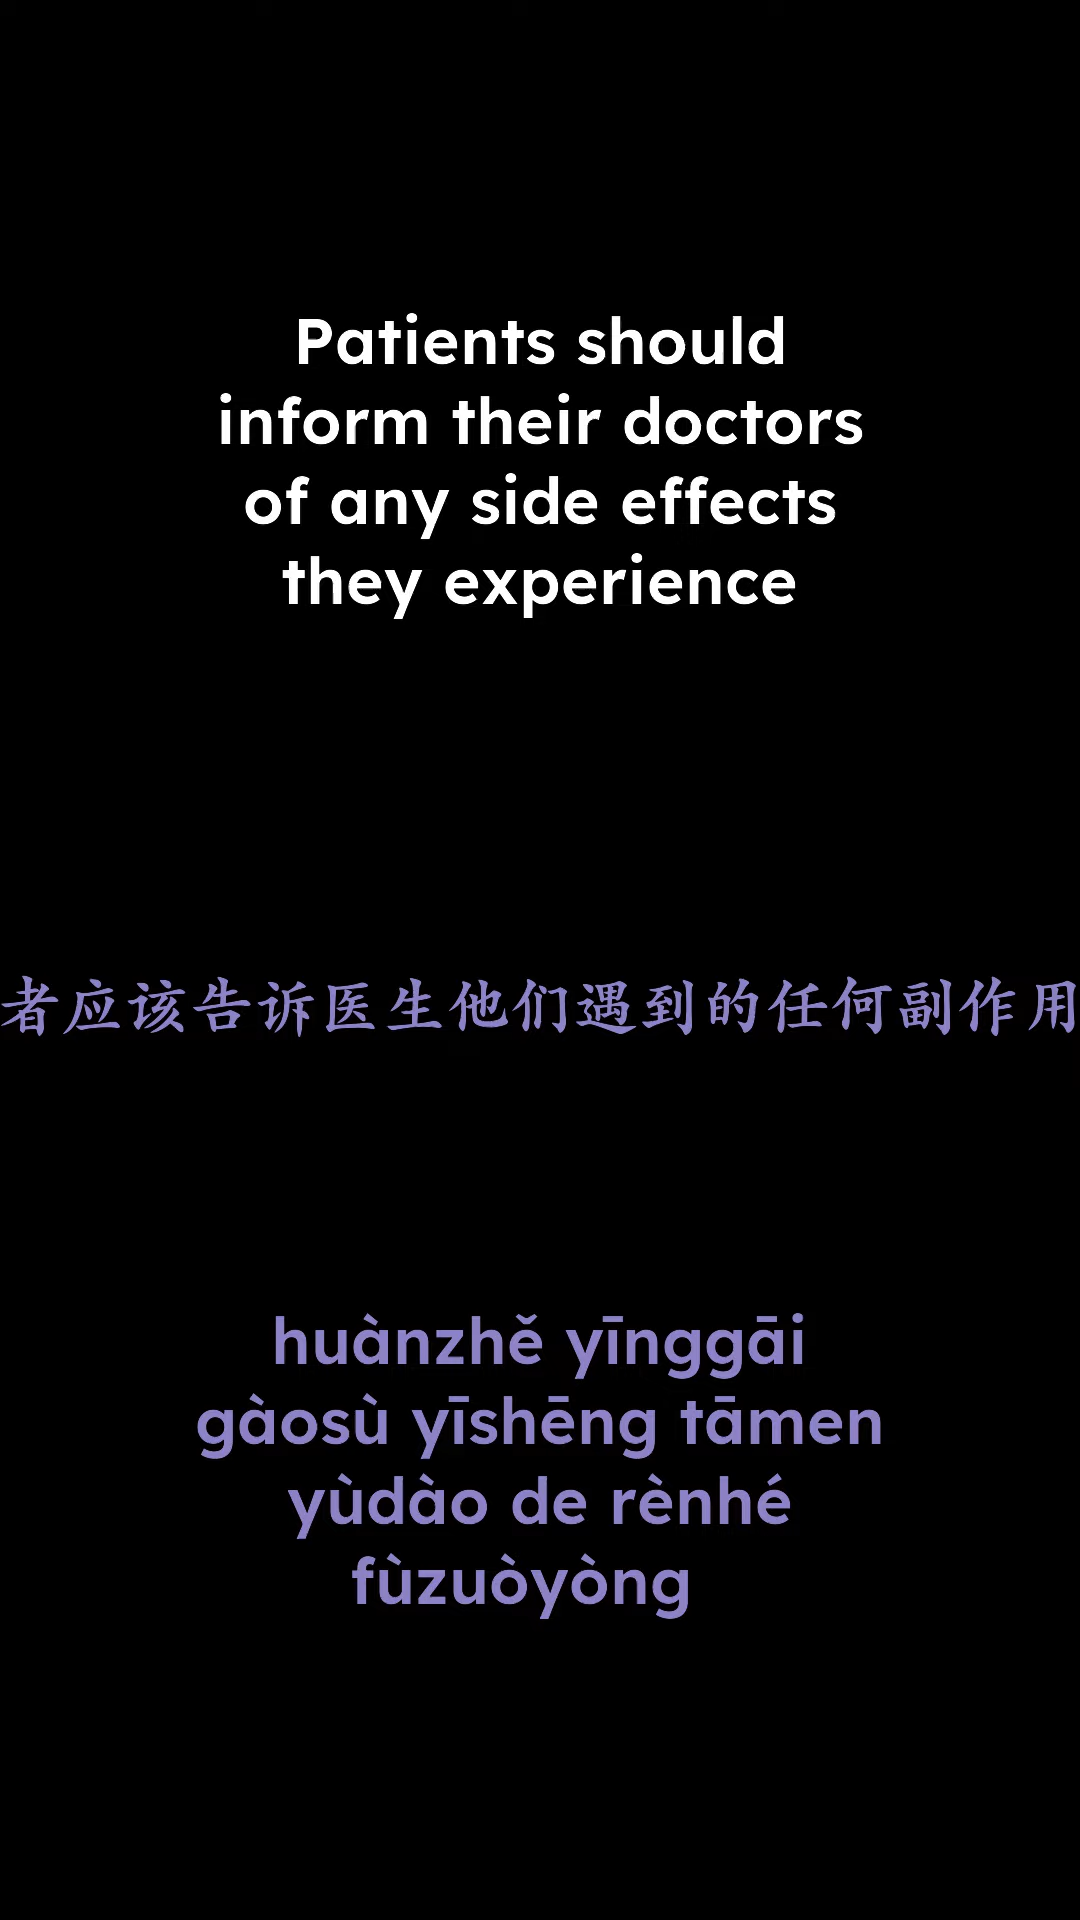 Patients should
inform their doctors
of any side effects
they experience
者应该告诉医生他们遇到的任何副作用
huànzhě yīnggāi
gàosù yīshēng tāmen
yùdào de rènhé
fùzuòyòng